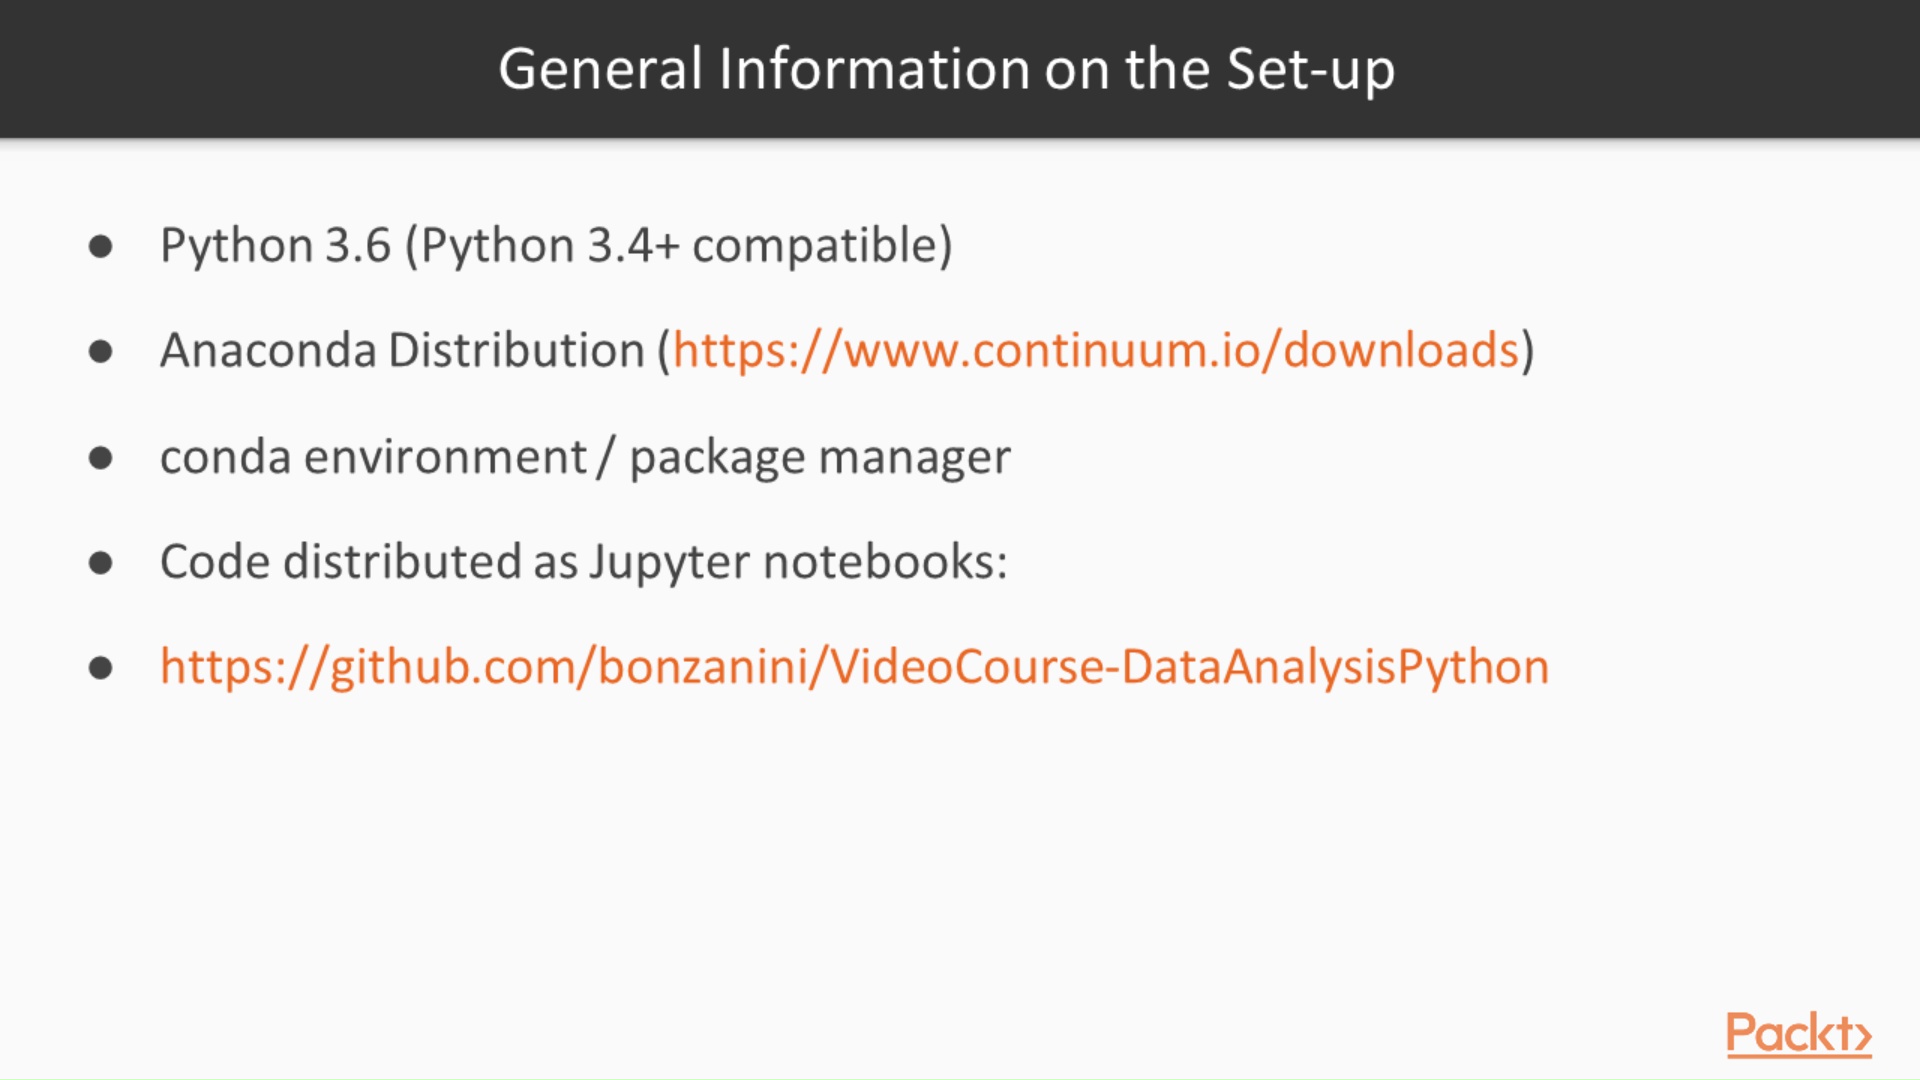 General Information on the Set-up
● Python 3.6 (Python 3.4+ compatible)
● Anaconda Distribution (https://www.continuum.io/downloads)
● conda environment / package manager
● Code distributed as Jupyter notebooks:
● https://github.com/bonzanini/VideoCourse-DataAnalysisPython
Packt>